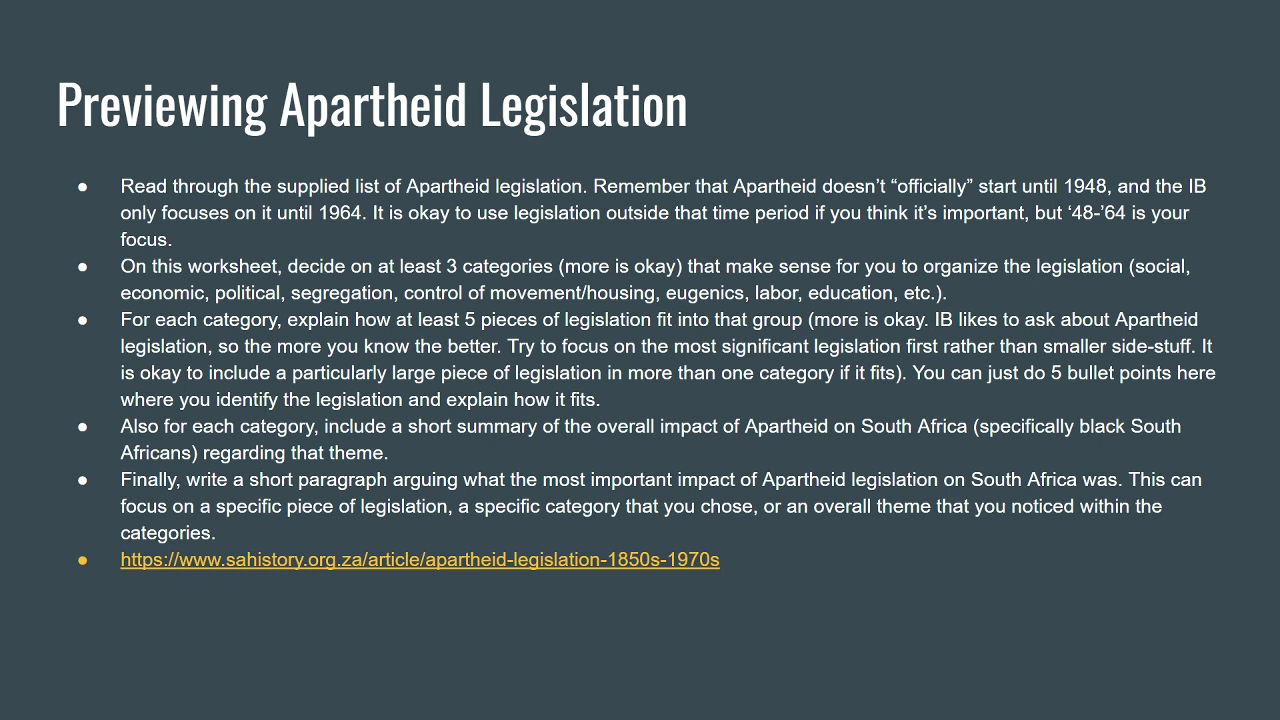 Previewing Apartheid Legislation
● Read through the supplied list of Apartheid legislation. Remember that Apartheid doesn’t “officially” start until 1948, and the IB
only focuses on it until 1964. It is okay to use legislation outside that time period if you think it’s important, but ‘48-’64 is your
focus.
● On this worksheet, decide on at least 3 categories (more is okay) that make sense for you to organize the legislation (social,
economic, political, segregation, control of movement/housing, eugenics, labor, education, etc.).
● For each category, explain how at least 5 pieces of legislation fit into that group (more is okay. IB likes to ask about Apartheid
legislation, so the more you know the better. Try to focus on the most significant legislation first rather than smaller side-stuff. It
is okay to include a particularly large piece of legislation in more than one category if it fits). You can just do 5 bullet points here
where you identify the legislation and explain how it fits.
● Also for each category, include a short summary of the overall impact of Apartheid on South Africa (specifically black South
Africans) regarding that theme.
● Finally, write a short paragraph arguing what the most important impact of Apartheid legislation on South Africa was. This can
focus on a specific piece of legislation, a specific category that you chose, or an overall theme that you noticed within the
categories.
● https://www.sahistory.org.za/article/apartheid-legislation-1850s-1970s